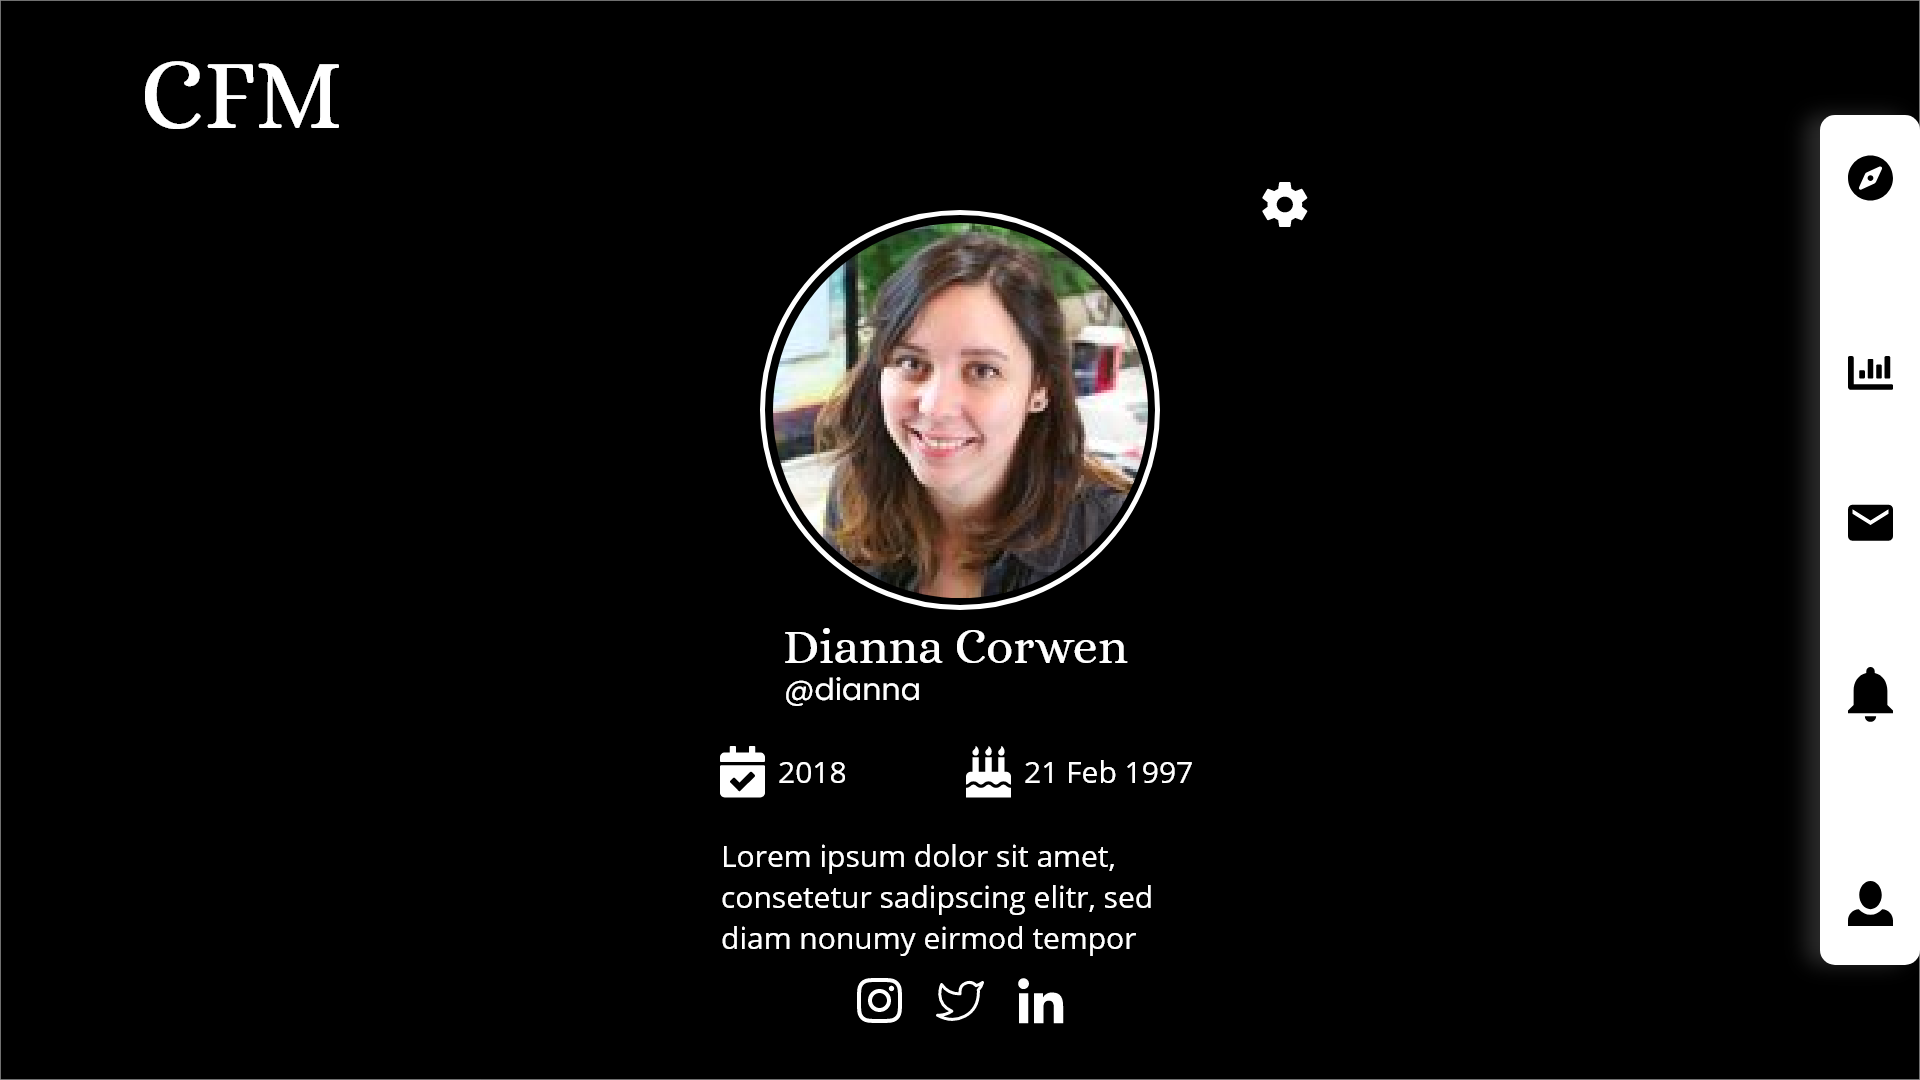 CFM
Dianna Corwen
@dianna
2018
21 Feb 1997
Lorem ipsum dolor sit amet,
consetetur sadipscing elitr, sed
diam nonumy eirmod tempor
in